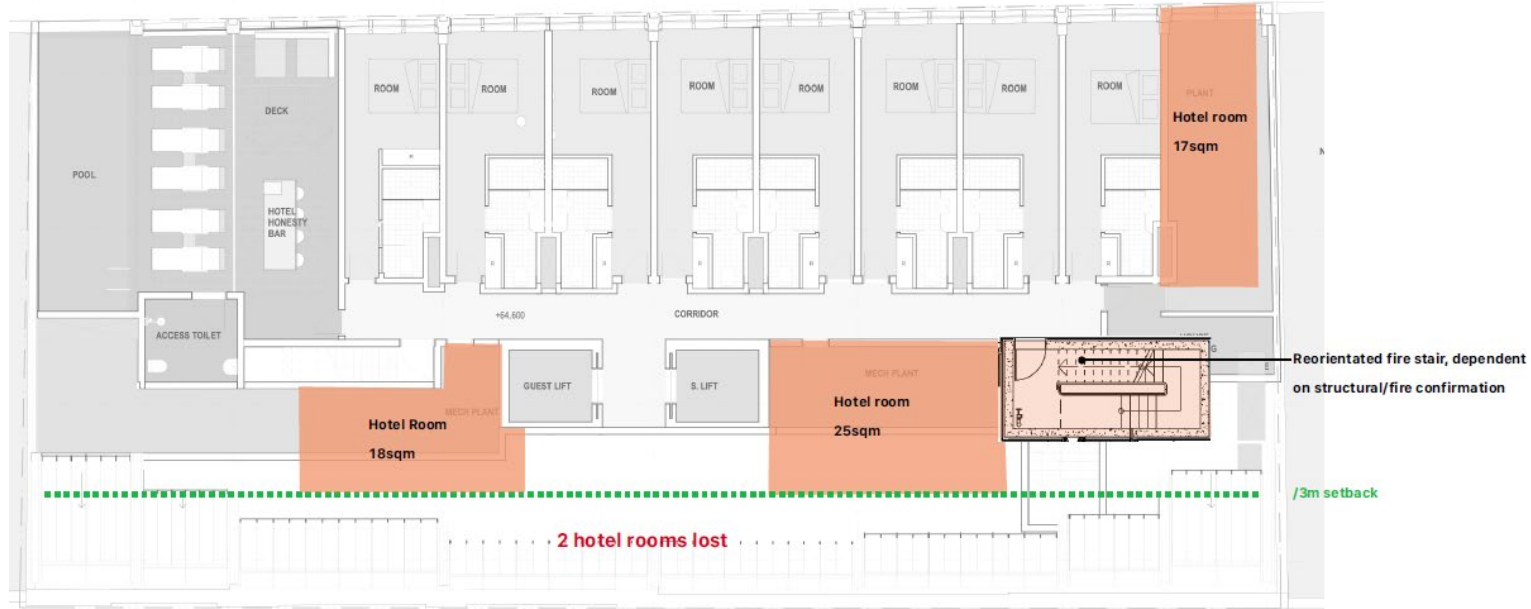 ROOM
ROOM
ROOM
ROOM
ROOM
ROOM
ROOM
ROOM
PLANT
Hotel room
17sqm
DECK
POOL
HOTEL
HONESTY
BAR
+64,600
CORRIDOR
ACCESS TOILET
GUEST LIFT
S. LIFT
MECH PLANT
Hotel room
25sqm
Reorientated fire stair, dependent
on structural/fire confirmation
MECH PLANT
Hotel Room
18sqm
/3m setback
2 hotel rooms lost